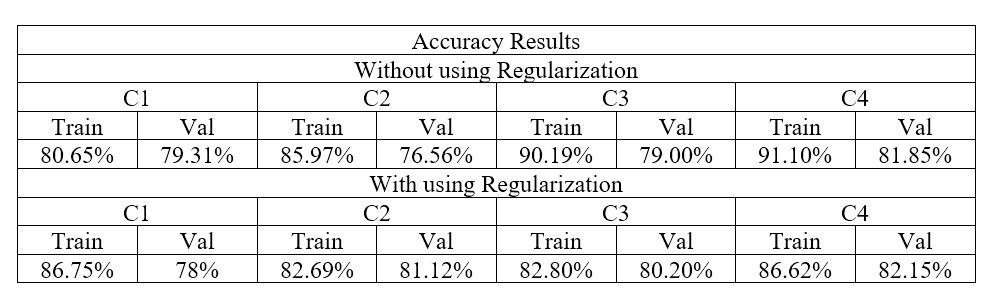 Accuracy Results
Without using Regularization
C1 C2 C3 C4
Train Val Train Val Train Val Train Val
80.65% 79.31% 85.97% 76.56% 90.19% 79.00% 91.10% 81.85%
With using Regularization
C1 C2 C3 C4
Train Val Train Val Train Val Train Val
86.75% 78% 82.69% 81.12% 82.80% 80.20% 86.62% 82.15%